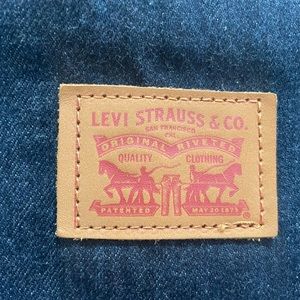 LEVI STRAUSS & CO.
SAN FRANCISCO
CAL.
ORIGINAL RIVETED
QUALITY CLOTHING
PATENTED MAY 20 1873
®